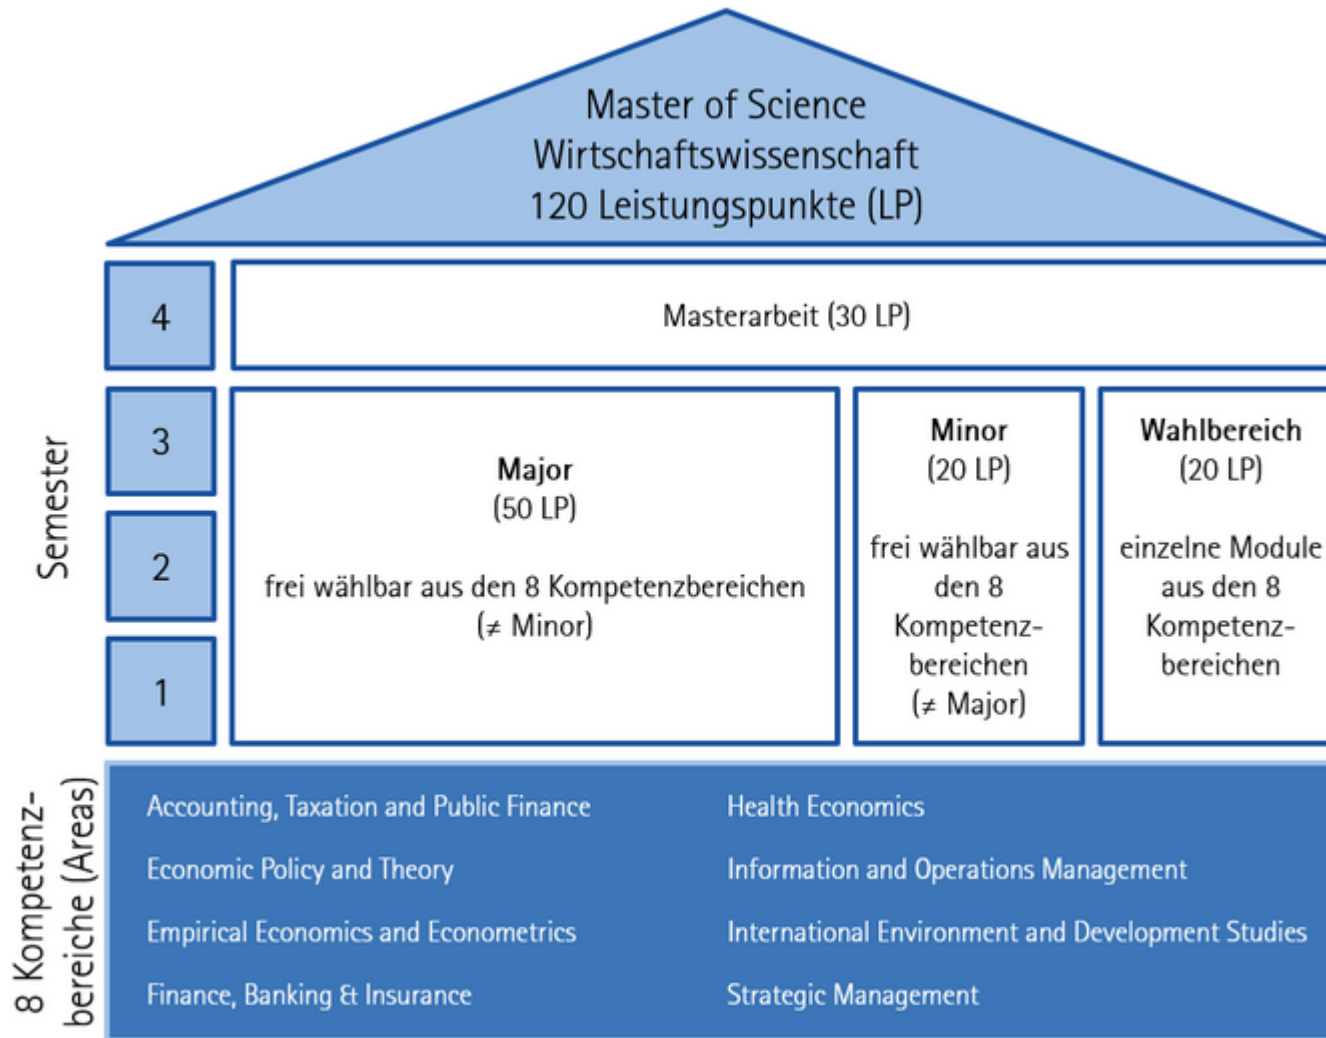 Master of Science
Wirtschaftswissenschaft
120 Leistungspunkte (LP)
Semester
4
Masterarbeit (30 LP)
3
2
1
Major
(50 LP)
frei wählbar aus den 8 Kompetenzbereichen
(≠ Minor)
Minor
(20 LP)
frei wählbar aus
den 8
Kompetenz-
bereichen
(≠ Major)
Wahlbereich
(20 LP)
einzelne Module
aus den 8
Kompetenz-
bereichen
8 Kompetenz-
bereiche (Areas)
Accounting, Taxation and Public Finance
Economic Policy and Theory
Empirical Economics and Econometrics
Finance, Banking & Insurance
Health Economics
Information and Operations Management
International Environment and Development Studies
Strategic Management